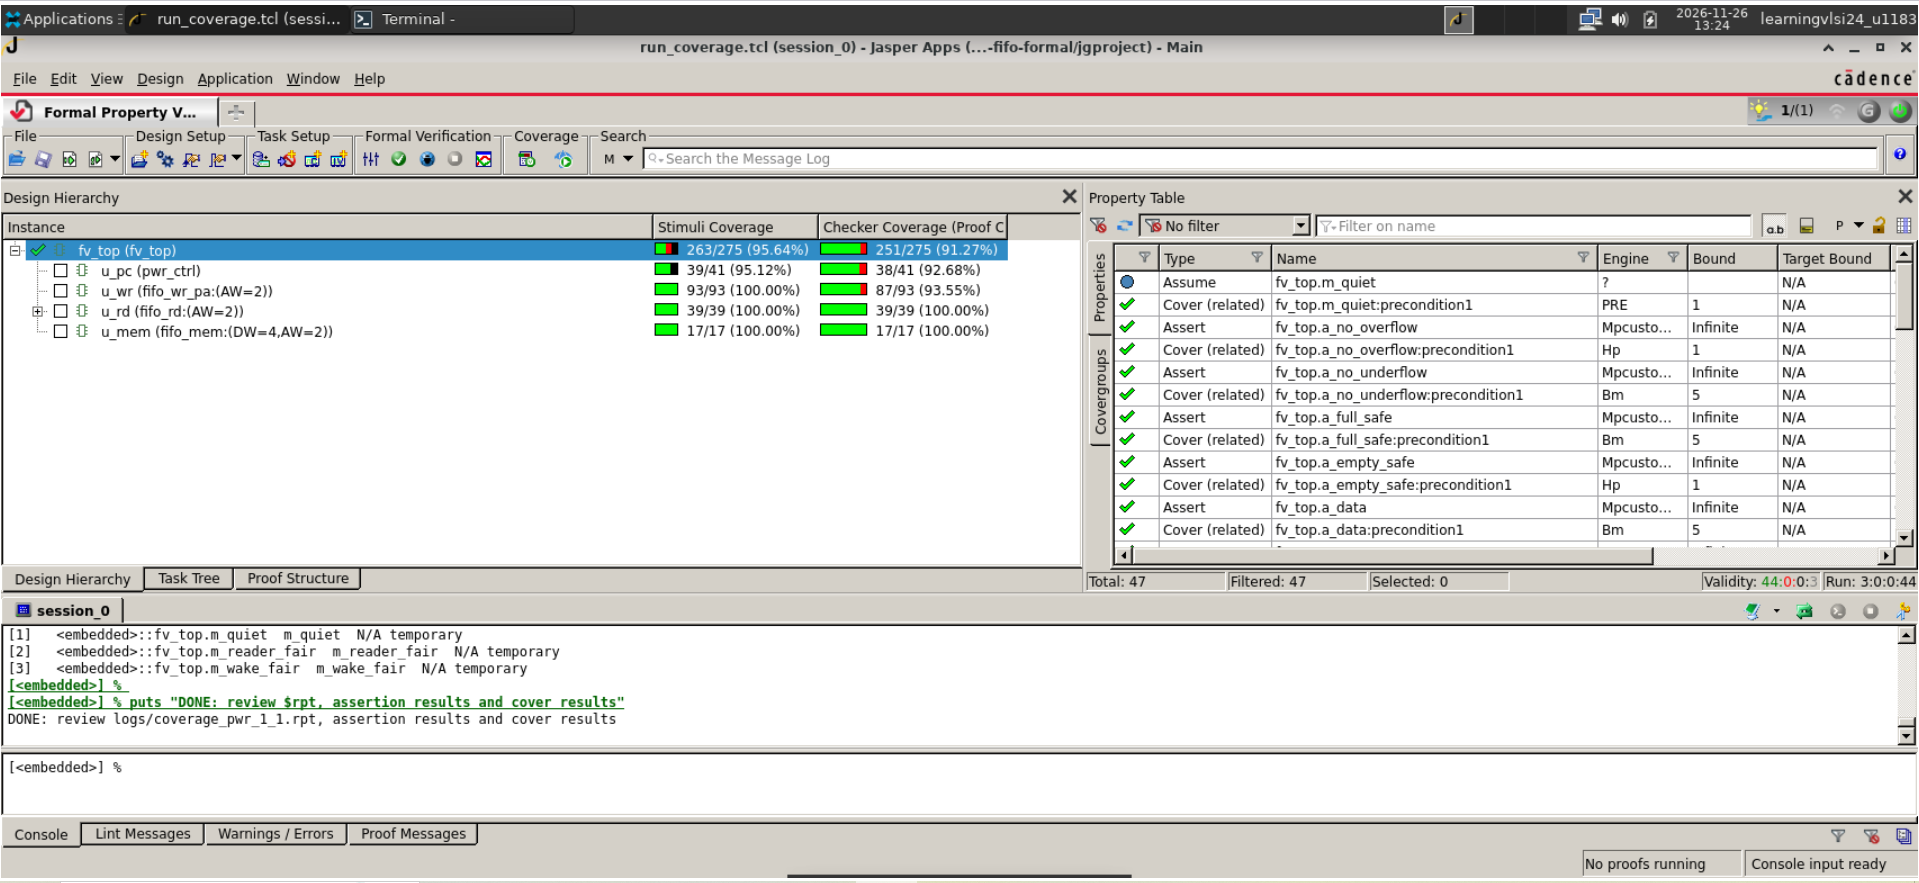 Applications run_coverage.tcl (sessi... Terminal - 2026-11-26 13:24 learningvlsi24_u1183
run_coverage.tcl (session_0) - Jasper Apps (...-fifo-formal/jgproject) - Main
File Edit View Design Application Window Help cādence
Formal Property V... 1/(1)
File Design Setup Task Setup Formal Verification Coverage Search
M Search the Message Log
Design Hierarchy
Instance Stimuli Coverage Checker Coverage (Proof C
fv_top (fv_top) 263/275 (95.64%) 251/275 (91.27%)
u_pc (pwr_ctrl) 39/41 (95.12%) 38/41 (92.68%)
u_wr (fifo_wr_pa:(AW=2)) 93/93 (100.00%) 87/93 (93.55%)
u_rd (fifo_rd:(AW=2)) 39/39 (100.00%) 39/39 (100.00%)
u_mem (fifo_mem:(DW=4,AW=2)) 17/17 (100.00%) 17/17 (100.00%)
Design Hierarchy Task Tree Proof Structure
Property Table
No filter Filter on name a.b P
Properties
Covergroups
Type Name Engine Bound Target Bound
Assume fv_top.m_quiet ? N/A
Cover (related) fv_top.m_quiet:precondition1 PRE 1 N/A
Assert fv_top.a_no_overflow Mpcusto... Infinite N/A
Cover (related) fv_top.a_no_overflow:precondition1 Hp 1 N/A
Assert fv_top.a_no_underflow Mpcusto... Infinite N/A
Cover (related) fv_top.a_no_underflow:precondition1 Bm 5 N/A
Assert fv_top.a_full_safe Mpcusto... Infinite N/A
Cover (related) fv_top.a_full_safe:precondition1 Bm 5 N/A
Assert fv_top.a_empty_safe Mpcusto... Infinite N/A
Cover (related) fv_top.a_empty_safe:precondition1 Hp 1 N/A
Assert fv_top.a_data Mpcusto... Infinite N/A
Cover (related) fv_top.a_data:precondition1 Bm 5 N/A
Total: 47 Filtered: 47 Selected: 0 Validity: 44:0:0:3 Run: 3:0:0:44
session_0
[1] <embedded>::fv_top.m_quiet m_quiet N/A temporary
[2] <embedded>::fv_top.m_reader_fair m_reader_fair N/A temporary
[3] <embedded>::fv_top.m_wake_fair m_wake_fair N/A temporary
[<embedded>] %
[<embedded>] % puts "DONE: review $rpt, assertion results and cover results"
DONE: review logs/coverage_pwr_1_1.rpt, assertion results and cover results
[<embedded>] %
Console Lint Messages Warnings / Errors Proof Messages
No proofs running Console input ready